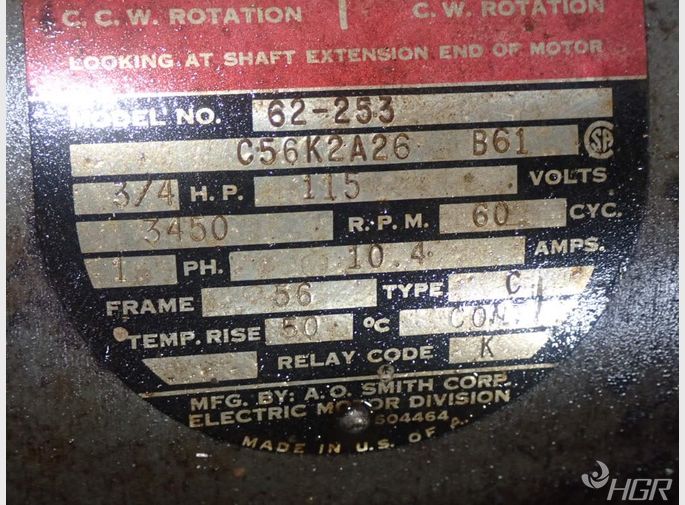 C. C. W. ROTATION
C. W. ROTATION
LOOKING AT SHAFT EXTENSION END OF MOTOR
MODEL NO. 62-253
C56K2A26 B61
3/4 H.P. 115 VOLTS
3450 R.P.M. 60 CYC.
1 PH. 10.4 AMPS.
FRAME 56 TYPE C
TEMP. RISE 50 °C CON.
RELAY CODE K
MFG. BY: A. O. SMITH CORP.
ELECTRIC MOTOR DIVISION
604464
MADE IN U.S. OF A.
HGR